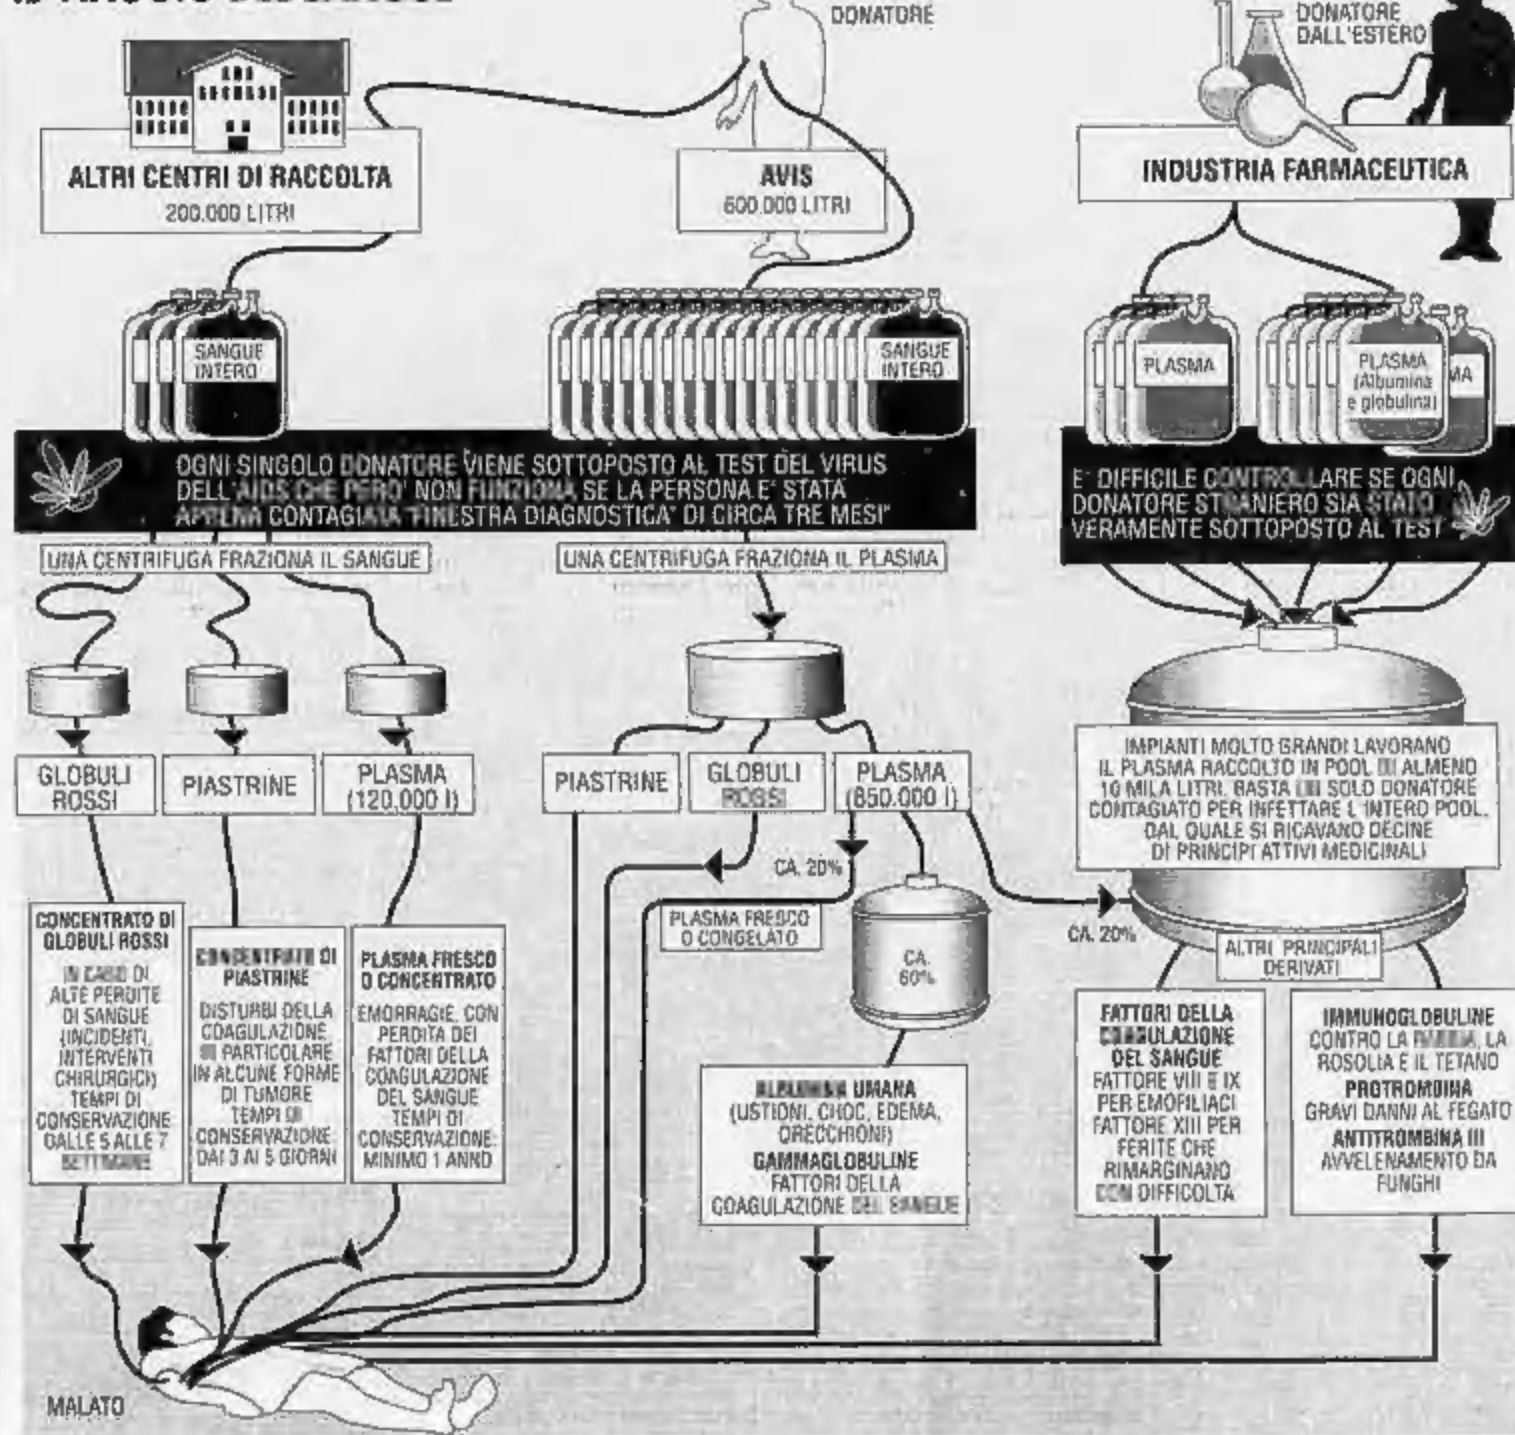 DONATORE
DONATORE
DALL'ESTERO
ALTRI CENTRI DI RACCOLTA
200.000 LITRI
AVIS
600.000 LITRI
INDUSTRIA FARMACEUTICA
SANGUE
INTERO
SANGUE
INTERO
PLASMA
PLASMA
(Albumina
e globulina)
MA
OGNI SINGOLO DONATORE VIENE SOTTOPOSTO AL TEST DEL VIRUS
DELL'AIDS CHE PERO' NON FUNZIONA SE LA PERSONA E' STATA
APPENA CONTAGIATA "FINESTRA DIAGNOSTICA" DI CIRCA TRE MESI"
E' DIFFICILE CONTROLLARE SE OGNI
DONATORE STRANIERO SIA STATO
VERAMENTE SOTTOPOSTO AL TEST
UNA CENTRIFUGA FRAZIONA IL SANGUE
UNA CENTRIFUGA FRAZIONA IL PLASMA
GLOBULI
ROSSI
PIASTRINE
PLASMA
(120.000 l)
PIASTRINE
GLOBULI
ROSSI
PLASMA
(850.000 l)
IMPIANTI MOLTO GRANDI LAVORANO
IL PLASMA RACCOLTO IN POOL ALMENO
10 MILA LITRI. BASTA SOLO DONATORE
CONTAGIATO PER INFETTARE L'INTERO POOL.
DAL QUALE SI RICAVANO DECINE
DI PRINCIPI ATTIVI MEDICINALI
CA. 20%
PLASMA FRESCO
O CONGELATO
CA.
60%
CA. 20%
ALTRI PRINCIPALI
DERIVATI
CONCENTRATO DI
GLOBULI ROSSI
IN CASO DI
ALTE PERDITE
DI SANGUE
(INCIDENTI,
INTERVENTI
CHIRURGICI)
TEMPI DI
CONSERVAZIONE
DALLE 5 ALLE 7
SETTIMANE
CONCENTRATO DI
PIASTRINE
DISTURBI DELLA
COAGULAZIONE,
PARTICOLARE
IN ALCUNE FORME
DI TUMORE
TEMPI DI
CONSERVAZIONE:
DAI 3 AI 5 GIORNI
PLASMA FRESCO
O CONCENTRATO
EMORRAGIE, CON
PERDITA DEI
FATTORI DELLA
COAGULAZIONE
DEL SANGUE
TEMPI DI
CONSERVAZIONE:
MINIMO 1 ANNO
UMANA
(USTIONI, CHOC, EDEMA,
ORECCHIONI)
GAMMAGLOBULINE
FATTORI DELLA
COAGULAZIONE DEL SANGUE
FATTORI DELLA
COAGULAZIONE
DEL SANGUE
FATTORE VIII E IX
PER EMOFILIACI
FATTORE XIII PER
FERITE CHE
RIMARGINANO
CON DIFFICOLTA
IMMUNOGLOBULINE
CONTRO LA LA
ROSOLIA E IL TETANO
PROTROMBINA
GRAVI DANNI AL FEGATO
ANTITROMBINA III
AVVELENAMENTO DA
FUNGHI
MALATO